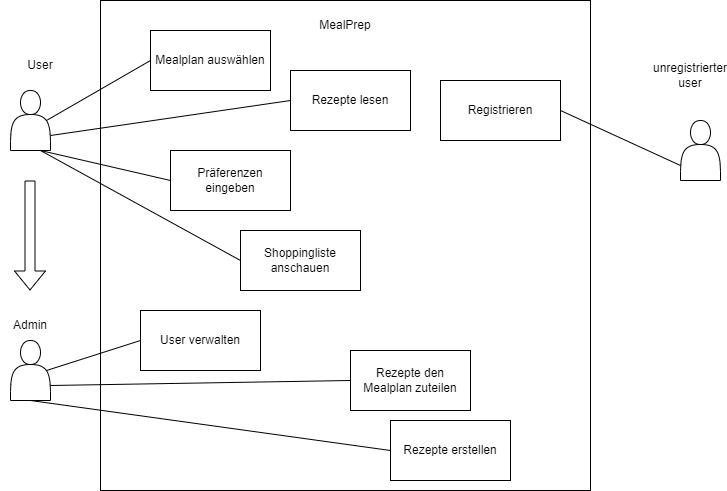 MealPrep
User
Mealplan auswählen
unregistrierter
user
Rezepte lesen
Registrieren
Präferenzen
eingeben
Shoppingliste
anschauen
Admin
User verwalten
Rezepte den
Mealplan zuteilen
Rezepte erstellen